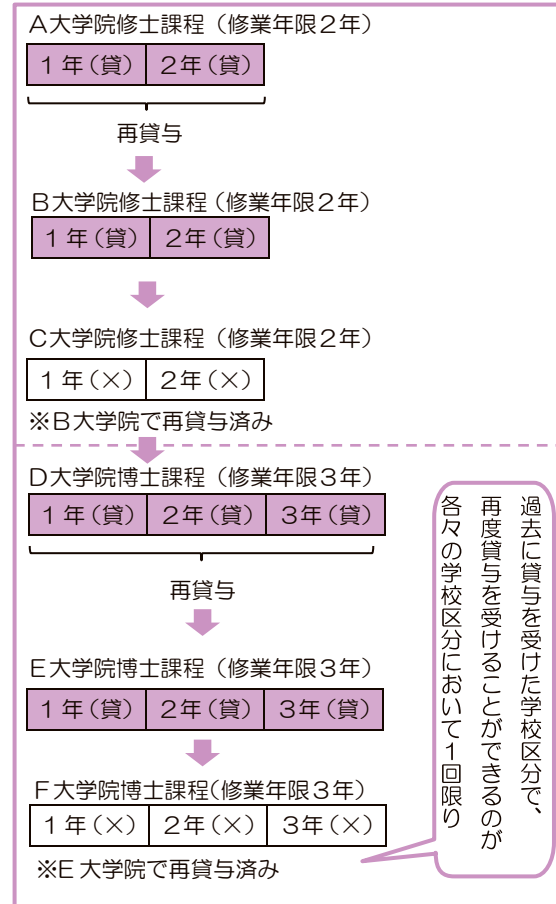 A大学院修士課程（修業年限2年）
1年（貸） 2年（貸）
再貸与
B大学院修士課程（修業年限2年）
1年（貸） 2年（貸）
C大学院修士課程（修業年限2年）
1年（×） 2年（×）
※B大学院で再貸与済み
D大学院博士課程（修業年限3年）
1年（貸） 2年（貸） 3年（貸）
再貸与
E大学院博士課程（修業年限3年）
1年（貸） 2年（貸） 3年（貸）
F大学院博士課程（修業年限3年）
1年（×） 2年（×） 3年（×）
※E大学院で再貸与済み
過去に貸与を受けた学校区分で、
再度貸与を受けることができるのが
各々の学校区分において1回限り